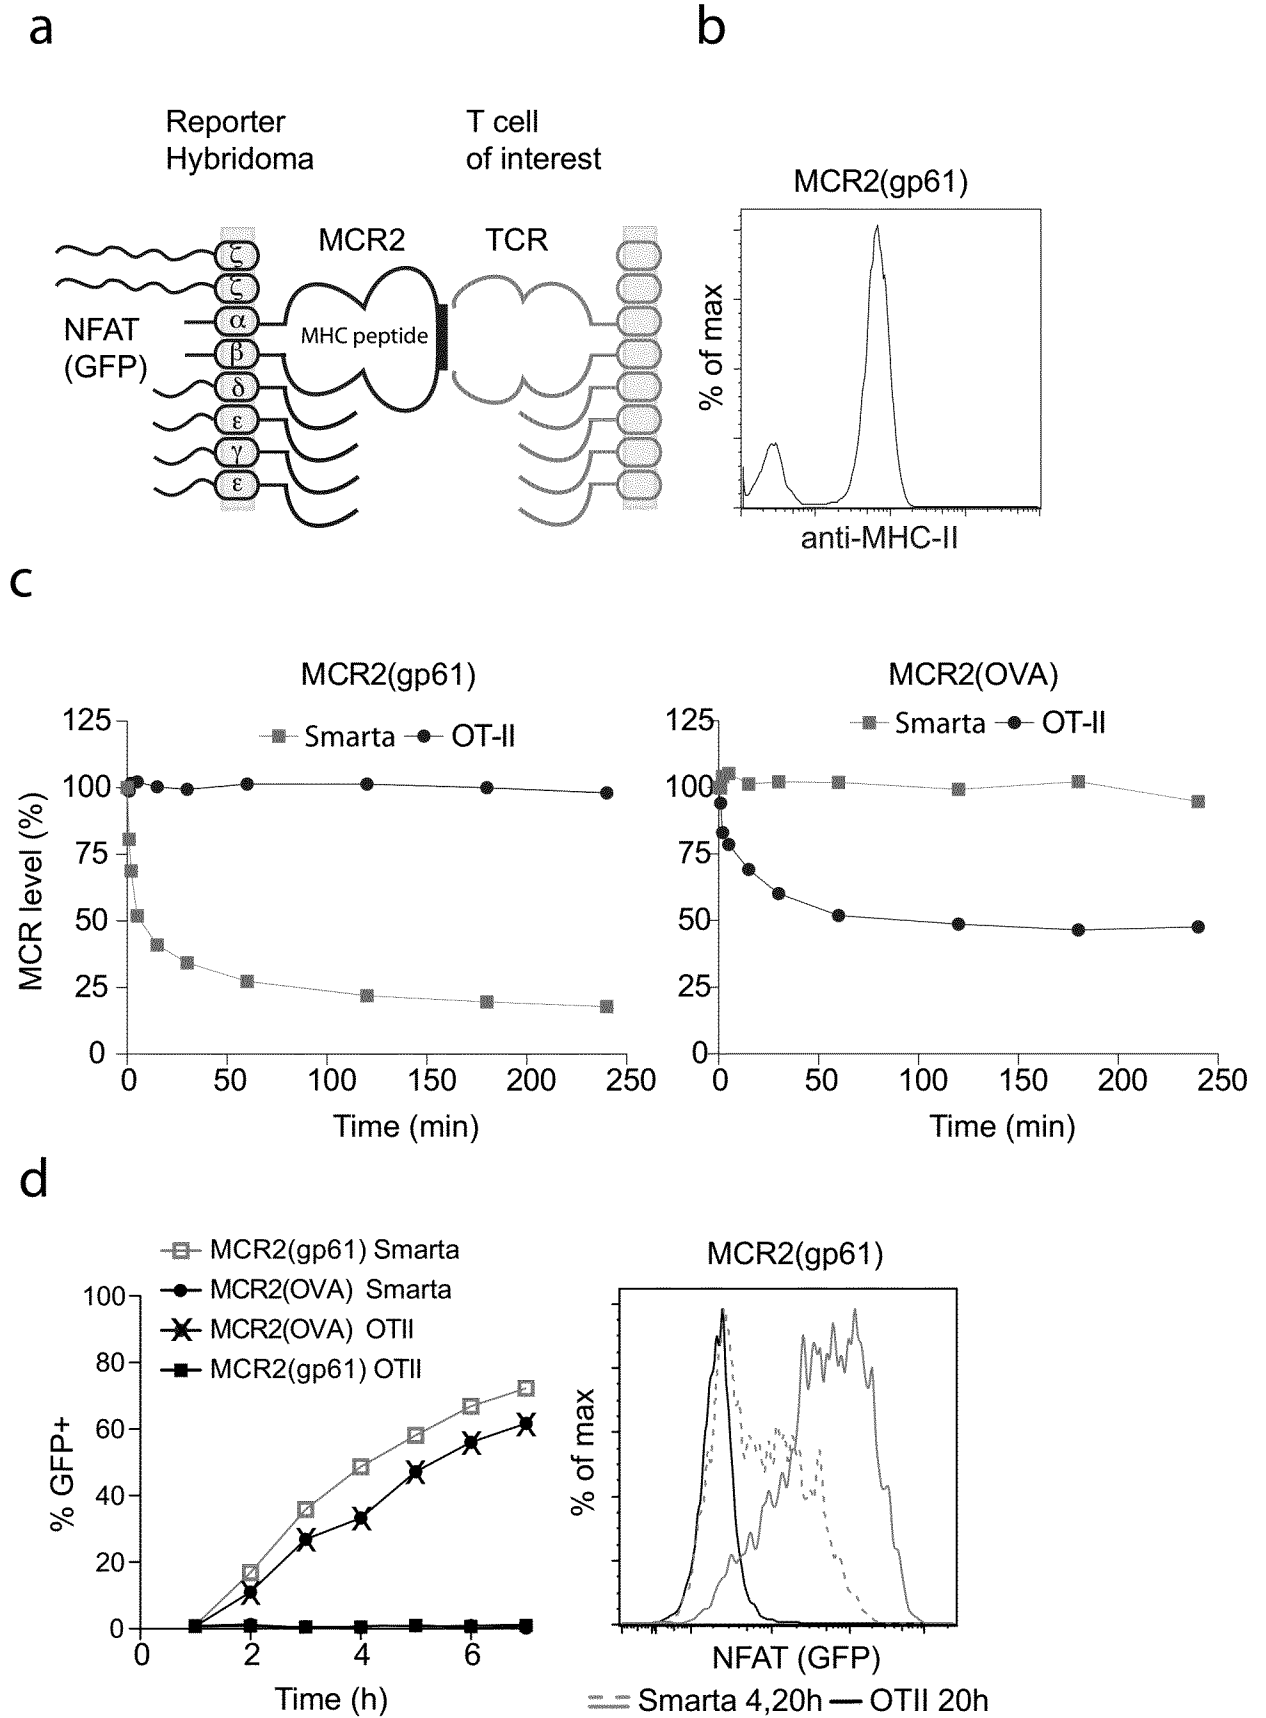 a
b
Reporter
Hybridoma
T cell
of interest
MCR2
TCR
ζ
ζ
α
β
δ
ε
γ
ε
NFAT
(GFP)
MHC peptide
MCR2(gp61)
% of max
anti-MHC-II
c
MCR2(gp61)
Smarta OT-II
125
100
75
50
25
0
MCR level (%)
0 50 100 150 200 250
Time (min)
MCR2(OVA)
Smarta OT-II
125
100
75
50
25
0
0 50 100 150 200 250
Time (min)
d
MCR2(gp61) Smarta
MCR2(OVA) Smarta
MCR2(OVA) OTII
MCR2(gp61) OTII
100
80
60
40
20
0
% GFP+
0 2 4 6
Time (h)
MCR2(gp61)
% of max
NFAT (GFP)
Smarta 4,20h OTII 20h